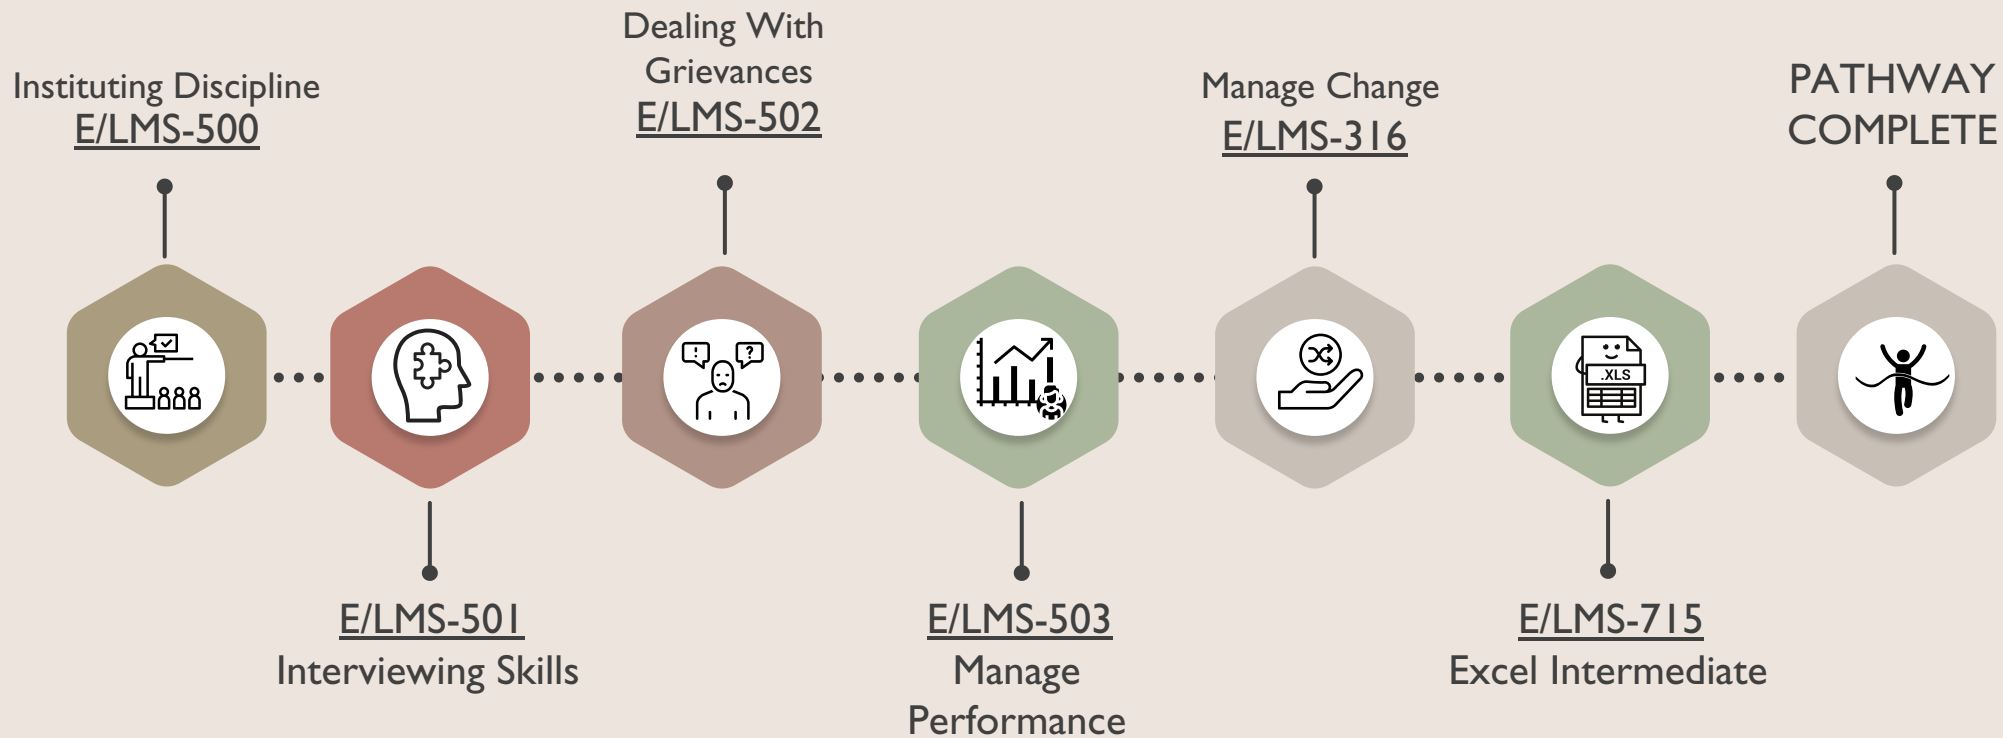 Instituting Discipline
E/LMS-500
E/LMS-501
Interviewing Skills
Dealing With
Grievances
E/LMS-502
!
?
E/LMS-503
Manage
Performance
Manage Change
E/LMS-316
.XLS
E/LMS-715
Excel Intermediate
PATHWAY
COMPLETE